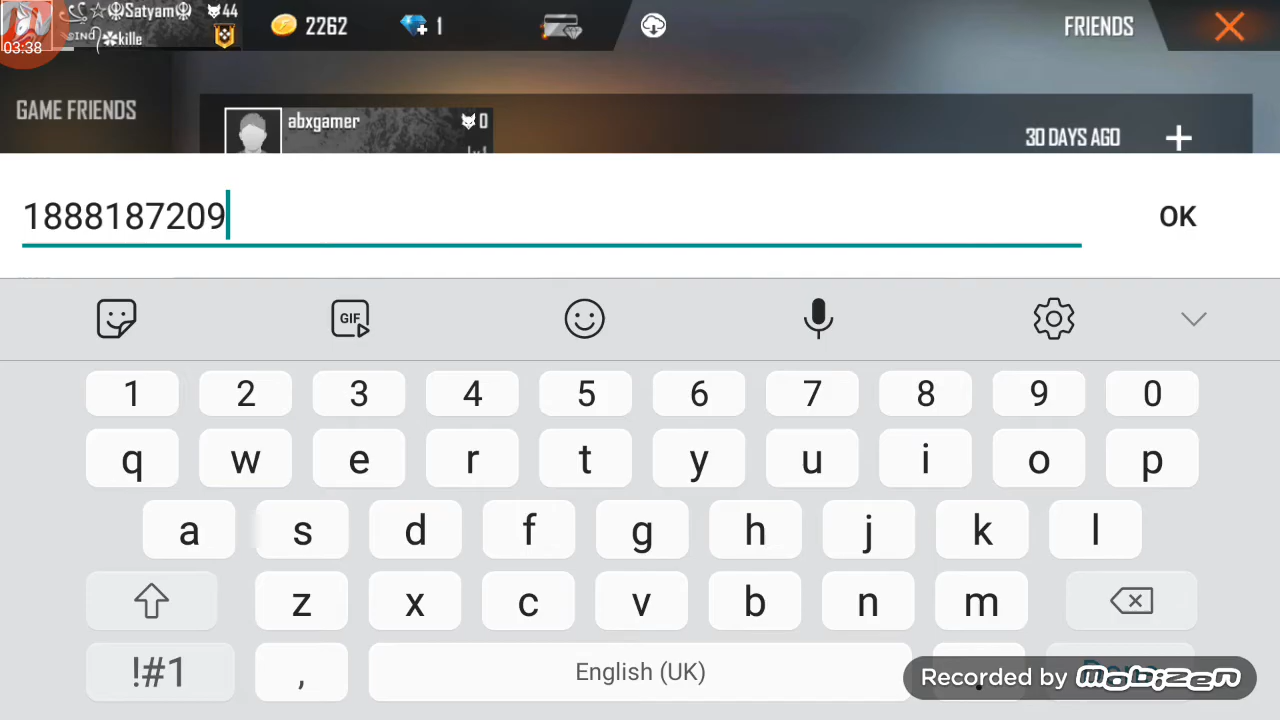 ☆Satyam 44
IND kille
03:38
2262
1
FRIENDS
GAME FRIENDS
abxgamer 0
30 DAYS AGO
1888187209
OK
GIF
1 2 3 4 5 6 7 8 9 0
q w e r t y u i o p
a s d f g h j k l
z x c v b n m
!#1 , English (UK) .
Recorded by mobizen